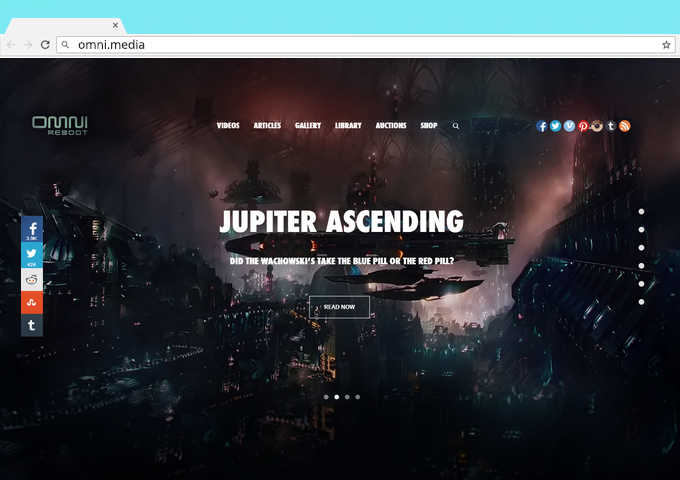 omni.media
OMNI
REBOOT
VIDEOS ARTICLES GALLERY LIBRARY AUCTIONS SHOP
JUPITER ASCENDING
DID THE WACHOWSKI'S TAKE THE BLUE PILL OR THE RED PILL?
READ NOW
3.9K
424